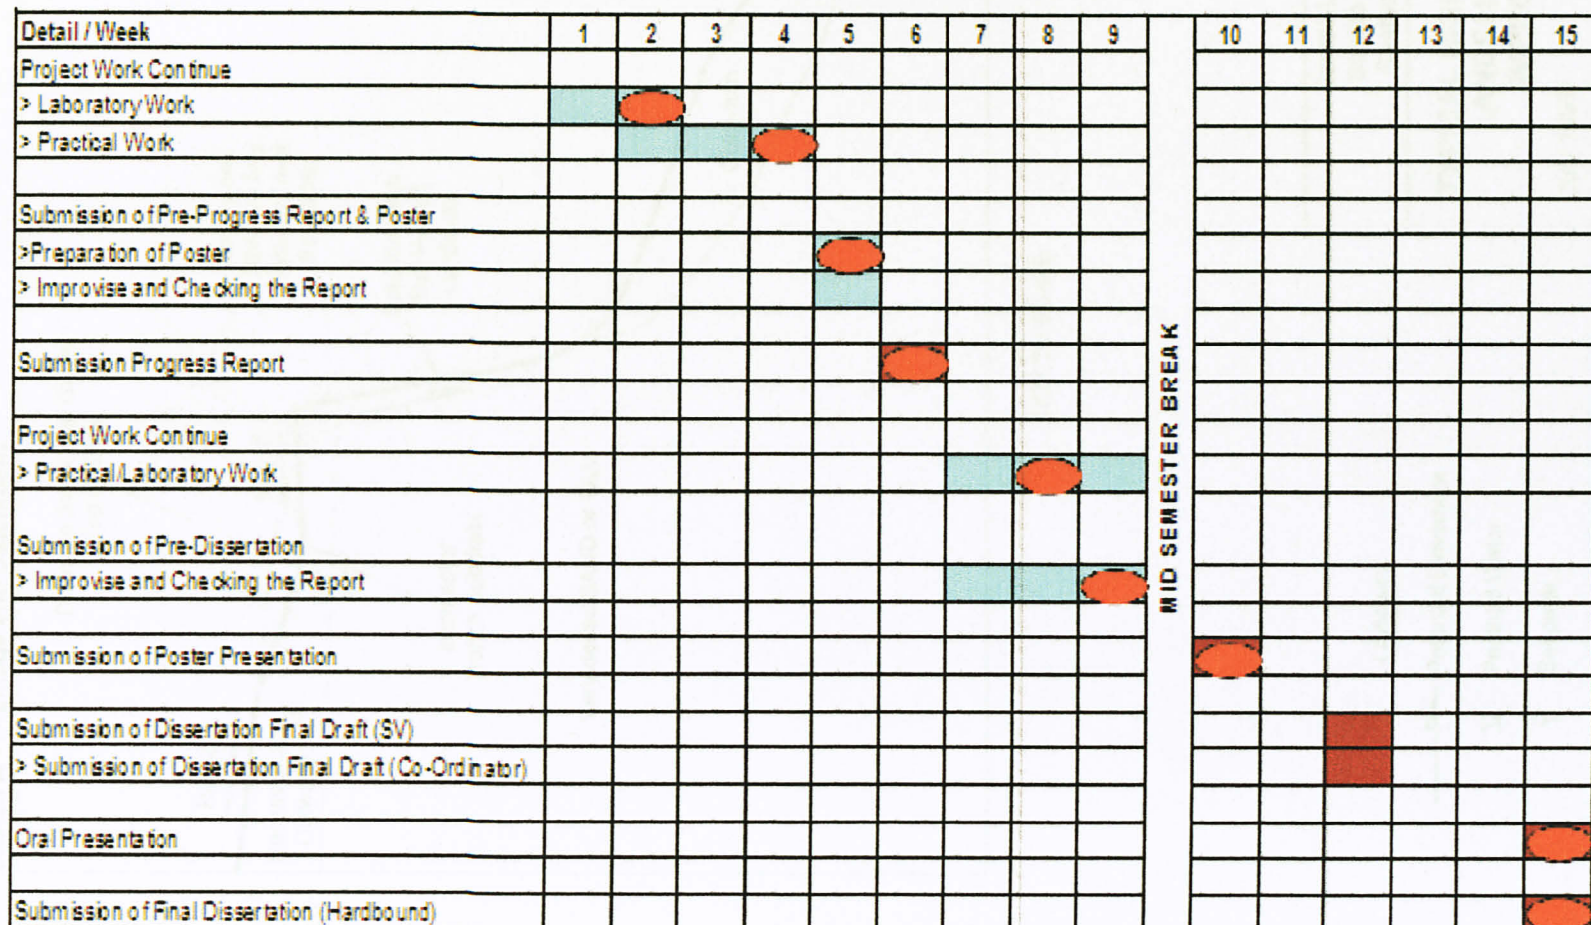 Detail / Week 1 2 3 4 5 6 7 8 9 10 11 12 13 14 15
Project Work Continue
> Laboratory Work
> Practical Work
Submission of Pre-Progress Report & Poster
>Preparation of Poster
> Improvise and Checking the Report
Submission Progress Report
Project Work Continue
> Practical/Laboratory Work
Submission of Pre-Dissertation
> Improvise and Checking the Report
Submission of Poster Presentation
Submission of Dissertation Final Draft (SV)
> Submission of Dissertation Final Draft (Co-Ordinator)
Oral Presentation
Submission of Final Dissertation (Hardbound)
MID SEMESTER BREAK